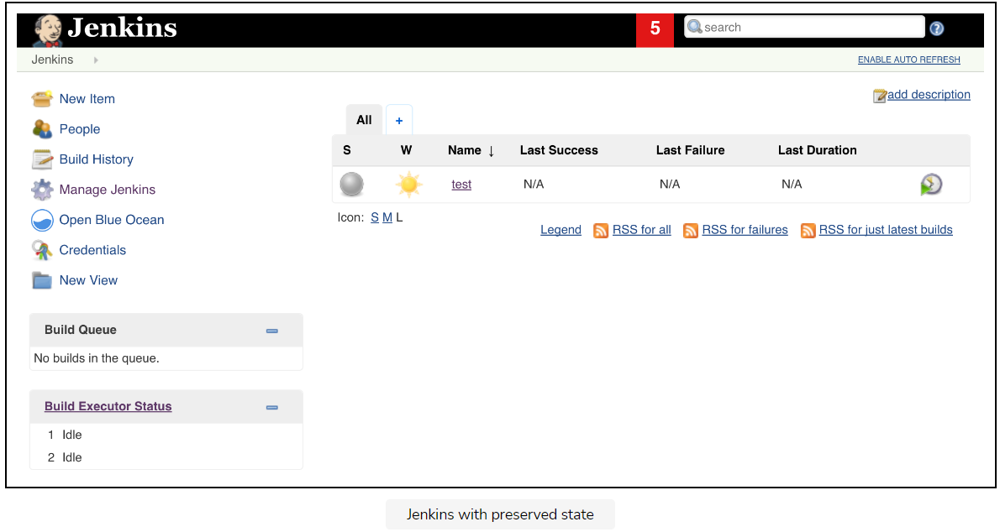 Jenkins
5
search
?
Jenkins
ENABLE AUTO REFRESH
New Item
People
Build History
Manage Jenkins
Open Blue Ocean
Credentials
New View
Build Queue
No builds in the queue.
Build Executor Status
1 Idle
2 Idle
add description
All +
S W Name ↓ Last Success Last Failure Last Duration
test N/A N/A N/A
Icon: S M L
Legend RSS for all RSS for failures RSS for just latest builds
Jenkins with preserved state